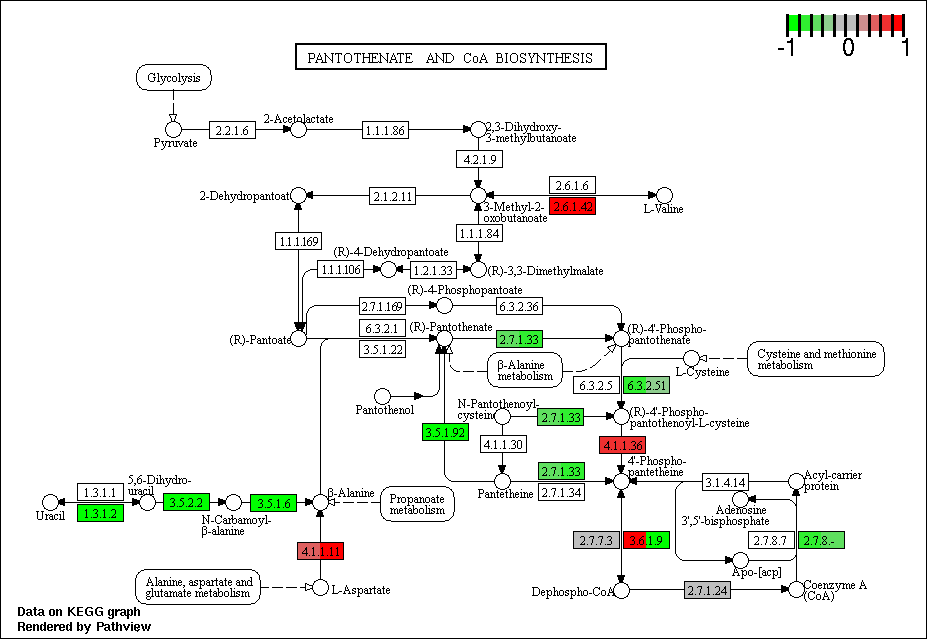 -1 0 1
PANTOTHENATE AND CoA BIOSYNTHESIS
Glycolysis
2-Acetolactate
2,3-Dihydroxy-
3-methylbutanoate
2.2.1.6
1.1.1.86
Pyruvate
4.2.1.9
2.6.1.6
2-Dehydropantoat
2.1.2.11
3-Methyl-2-
oxobutanoate
2.6.1.42
L-Valine
1.1.1.84
1.1.1.169
(R)-4-Dehydropantoate
1.1.1.106
1.2.1.33
(R)-3,3-Dimethylmalate
(R)-4-Phosphopantoate
2.7.1.169
6.3.2.36
6.3.2.1
(R)-Pantothenate
(R)-4'-Phospho-
pantothenate
(R)-Pantoate
2.7.1.33
3.5.1.22
Cysteine and methionine
metabolism
β-Alanine
metabolism
L-Cysteine
6.3.2.5
6.3.2.51
Pantothenol
N-Pantothenoyl-
cysteine
2.7.1.33
(R)-4'-Phospho-
pantothenoyl-L-cysteine
3.5.1.92
4.1.1.30
4.1.1.36
2.7.1.33
4'-Phospho-
pantetheine
Pantetheine
2.7.1.34
3.1.4.14
Acyl-carrier
protein
5,6-Dihydro-
uracil
1.3.1.1
1.3.1.2
Uracil
3.5.2.2
N-Carbamoyl-
β-alanine
3.5.1.6
β-Alanine
Propanoate
metabolism
Adenosine
3',5'-bisphosphate
2.7.7.3
3.6.1.9
2.7.8.7
2.7.8.-
4.1.1.11
Apo-[acp]
Alanine, aspartate and
glutamate metabolism
L-Aspartate
Dephospho-CoA
2.7.1.24
Coenzyme A
(CoA)
Data on KEGG graph
Rendered by Pathview